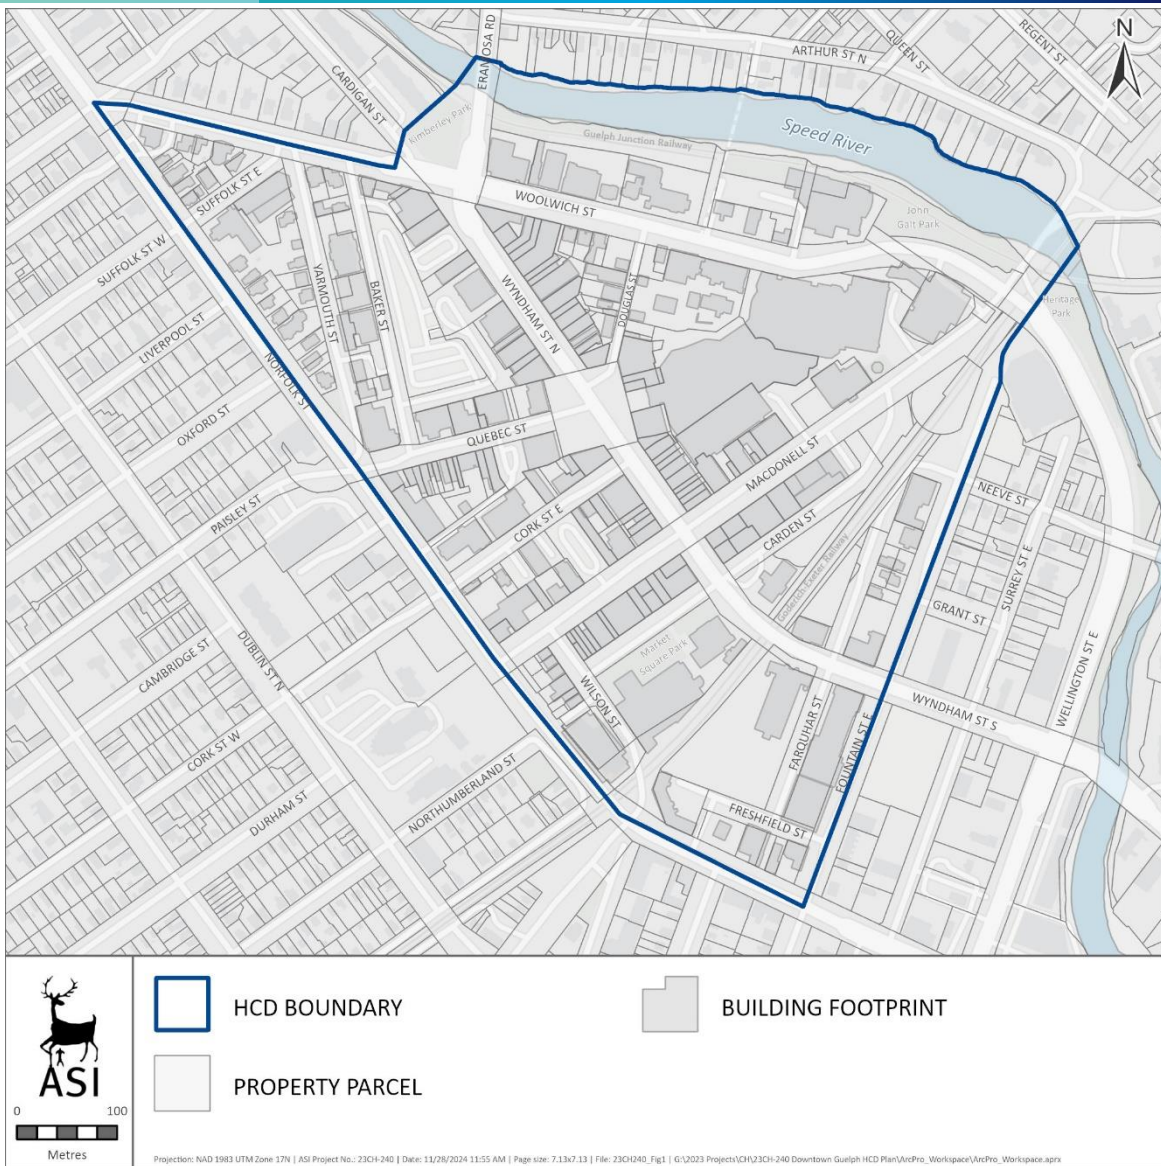 N
ERAMOSA RD
ARTHUR ST N
QUEEN ST
REGENT ST
CARDIGAN ST
Kimberley Park
Speed River
Guelph Junction Railway
SUFFOLK ST E
WOOLWICH ST
John
Galt Park
SUFFOLK ST W
YARMOUTH ST
BAKER ST
WYNDHAM ST N
DOUGLAS ST
Heritage
Park
LIVERPOOL ST
NORFOLK ST
OXFORD ST
QUEBEC ST
MACDONELL ST
PAISLEY ST
CORK ST E
CARDEN ST
NEEVE ST
Goderich Exeter Railway
SURREY ST E
GRANT ST
CAMBRIDGE ST
DUBLIN ST N
Market
Square Park
WILSON ST
WELLINGTON ST E
WYNDHAM ST S
CORK ST W
FARQUHAR ST
FOUNTAIN ST E
NORTHUMBERLAND ST
DURHAM ST
FRESHFIELD ST
ASI
0 100
Metres
HCD BOUNDARY
BUILDING FOOTPRINT
PROPERTY PARCEL
Projection: NAD 1983 UTM Zone 17N | ASI Project No.: 23CH-240 | Date: 11/28/2024 11:55 AM | Page size: 7.13x7.13 | File: 23CH240_Fig1 | G:\2023 Projects\CH\23CH-240 Downtown Guelph HCD Plan\ArcPro_Workspace\ArcPro_Workspace.aprx